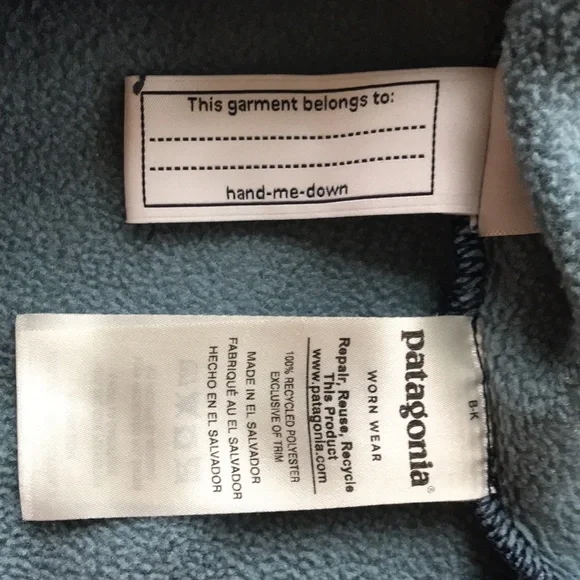 This garment belongs to:
hand-me-down
patagonia®
WORN WEAR
Repair, Reuse, Recycle
This Product
www.patagonia.com
100% RECYCLED POLYESTER
EXCLUSIVE OF TRIM
MADE IN EL SALVADOR
FABRIQUÉ AU EL SALVADOR
HECHO EN EL SALVADOR
B-K